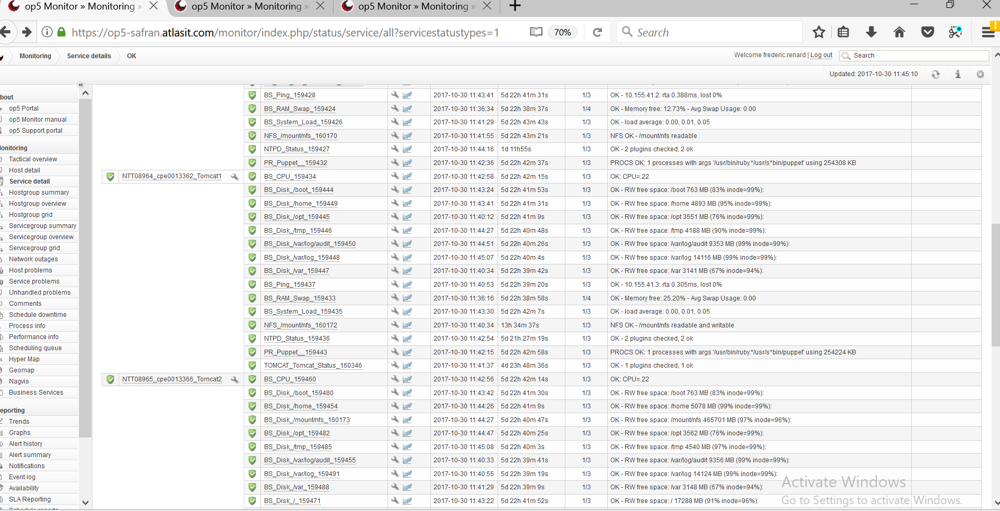 op5 Monitor » Monitoring »
op5 Monitor » Monitoring »
op5 Monitor » Monitoring »
https://op5-safran.atlasit.com/monitor/index.php/status/service/all?servicestatustypes=1
70%
Search
Monitoring
Service details
OK
Welcome frederic.renard | Log out
Search
Updated: 2017-10-30 11:45:10
bout
op5 Portal
op5 Monitor manual
op5 Support portal
lonitoring
Tactical overview
Host detail
Service detail
Hostgroup summary
Hostgroup overview
Hostgroup grid
Servicegroup summary
Servicegroup overview
Servicegroup grid
Network outages
Host problems
Service problems
Unhandled problems
Comments
Schedule downtime
Process info
Performance info
Scheduling queue
Hyper Map
Geomap
Nagvis
Business Services
eporting
Trends
Graphs
Alert history
Alert summary
Notifications
Event log
Availability
SLA Reporting
BS_Ping_159428 2017-10-30 11:43:41 5d 22h 41m 31s 1/3 OK - 10.155.41.2: rta 0.388ms, lost 0%
BS_RAM_Swap_159424 2017-10-30 11:36:34 5d 22h 38m 37s 1/4 OK - Memory free: 12.73% - Avg Swap Usage: 0.00
BS_System_Load_159426 2017-10-30 11:41:29 5d 22h 43m 43s 1/3 OK - load average: 0.00, 0.01, 0.05
NFS_/mount/nfs_160170 2017-10-30 11:41:55 5d 22h 43m 21s 1/3 NFS OK - /mount/nfs readable
NTPD_Status_159427 2017-10-30 11:44:16 1d 11h55s 1/3 OK - 2 plugins checked, 2 ok
PR_Puppet__159432 2017-10-30 11:42:36 5d 22h 42m 37s 1/3 PROCS OK: 1 processes with args '/usr/bin/ruby.*/usr/s*bin/puppet' using 254308 KB
NTT08964_cpe0013362_Tomcat1 BS_CPU_159434 2017-10-30 11:42:58 5d 22h 42m 15s 1/3 OK: CPU=.22
BS_Disk_/boot_159444 2017-10-30 11:43:24 5d 22h 41m 53s 1/3 OK - RW free space: /boot 763 MB (83% inode=99%):
BS_Disk_/home_159449 2017-10-30 11:43:41 5d 22h 41m 31s 1/3 OK - RW free space: /home 4893 MB (95% inode=99%):
BS_Disk_/opt_159445 2017-10-30 11:40:12 5d 22h 41m 9s 1/3 OK - RW free space: /opt 3551 MB (76% inode=99%):
BS_Disk_/tmp_159446 2017-10-30 11:44:27 5d 22h 40m 48s 1/3 OK - RW free space: /tmp 4188 MB (90% inode=99%):
BS_Disk_/var/log/audit_159450 2017-10-30 11:44:51 5d 22h 40m 26s 1/3 OK - RW free space: /var/log/audit 9353 MB (99% inode=99%):
BS_Disk_/var/log_159448 2017-10-30 11:45:07 5d 22h 40m 4s 1/3 OK - RW free space: /var/log 14116 MB (99% inode=99%):
BS_Disk_/var_159447 2017-10-30 11:40:34 5d 22h 39m 42s 1/3 OK - RW free space: /var 3141 MB (67% inode=94%):
BS_Ping_159437 2017-10-30 11:40:53 5d 22h 39m 20s 1/3 OK - 10.155.41.3: rta 0.305ms, lost 0%
BS_RAM_Swap_159433 2017-10-30 11:36:16 5d 22h 38m 58s 1/4 OK - Memory free: 25.20% - Avg Swap Usage: 0.00
BS_System_Load_159435 2017-10-30 11:43:30 5d 22h 42m 7s 1/3 OK - load average: 0.00, 0.01, 0.05
NFS_/mount/nfs_160172 2017-10-30 11:40:34 13h 34m 37s 1/3 NFS OK - /mount/nfs readable and writable
NTPD_Status_159436 2017-10-30 11:42:54 5d 21h 27m 19s 1/3 OK - 2 plugins checked, 2 ok
PR_Puppet__159443 2017-10-30 11:42:15 5d 22h 42m 58s 1/3 PROCS OK: 1 processes with args '/usr/bin/ruby.*/usr/s*bin/puppet' using 254224 KB
TOMCAT_Tomcat_Status_160346 2017-10-30 11:41:37 4d 23h 48m 36s 1/3 OK - 1 plugins checked, 1 ok
NTT08965_cpe0013366_Tomcat2 BS_CPU_159460 2017-10-30 11:42:56 5d 22h 42m 14s 1/3 OK: CPU=.22
BS_Disk_/boot_159480 2017-10-30 11:43:42 5d 22h 41m 30s 1/3 OK - RW free space: /boot 763 MB (83% inode=99%):
BS_Disk_/home_159454 2017-10-30 11:44:26 5d 22h 41m 9s 1/3 OK - RW free space: /home 5078 MB (99% inode=99%):
BS_Disk_/mount/nfs_160173 2017-10-30 11:44:27 5d 22h 40m 47s 1/3 OK - RW free space: /mount/nfs 465701 MB (97% inode=96%):
BS_Disk_/opt_159482 2017-10-30 11:44:47 5d 22h 40m 25s 1/3 OK - RW free space: /opt 3562 MB (76% inode=99%):
BS_Disk_/tmp_159485 2017-10-30 11:45:08 5d 22h 40m 3s 1/3 OK - RW free space: /tmp 4540 MB (97% inode=99%):
BS_Disk_/var/log/audit_159455 2017-10-30 11:40:33 5d 22h 39m 41s 1/3 OK - RW free space: /var/log/audit 9356 MB (99% inode=99%):
BS_Disk_/var/log_159491 2017-10-30 11:40:55 5d 22h 39m 19s 1/3 OK - RW free space: /var/log 14124 MB (99% inode=99%):
BS_Disk_/var_159488 2017-10-30 11:41:29 5d 22h 39m 9s 1/3 OK - RW free space: /var 3148 MB (67% inode=94%):
BS_Disk_/_159471 2017-10-30 11:43:22 5d 22h 41m 52s 1/3 OK - RW free space: / 17288 MB (91% inode=96%):
Activate Windows
Go to Settings to activate Windows.